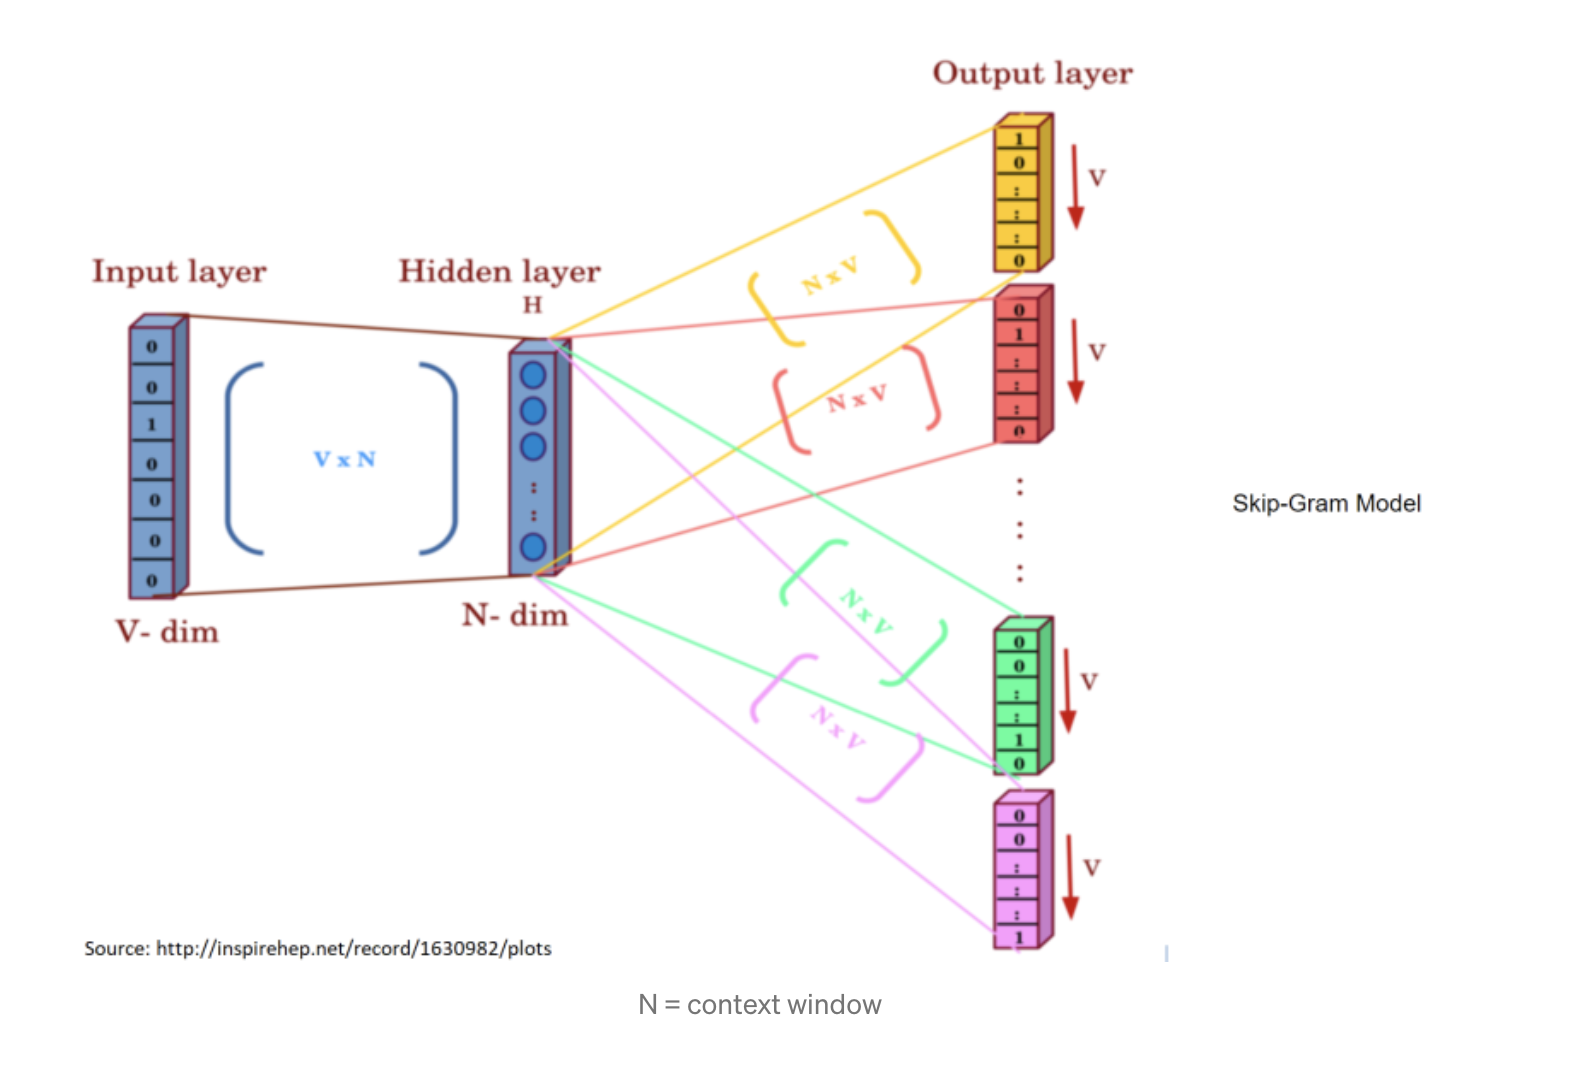 Output layer
1
0
:
:
:
0
V
Input layer
Hidden layer
H
N x V
0
1
:
:
:
0
V
0
0
1
0
0
0
0
V x N
:
:
N x V
:
:
:
Skip-Gram Model
V- dim
N- dim
N x V
0
0
:
:
1
0
V
N x V
0
0
:
:
:
1
V
Source: http://inspirehep.net/record/1630982/plots
N = context window